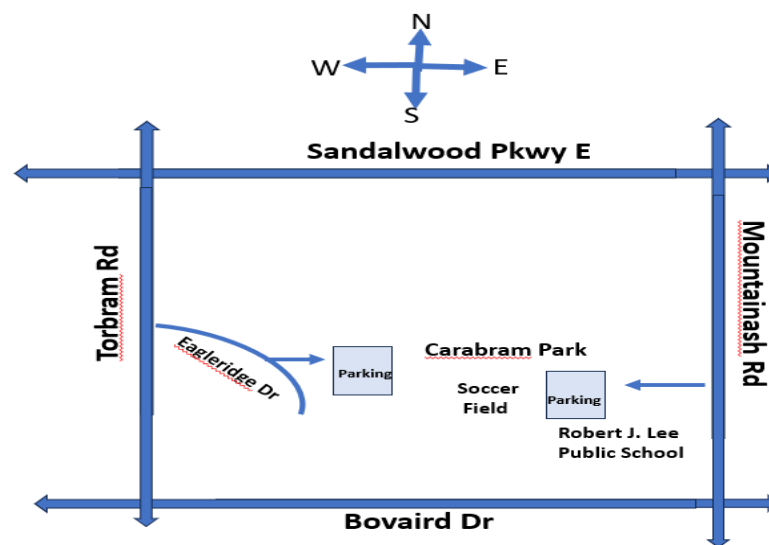 N
W
E
S
Sandalwood Pkwy E
Torbram Rd
Mountainash Rd
Eagleridge Dr
Parking
Carabram Park
Soccer
Field
Parking
Robert J. Lee
Public School
Bovaird Dr